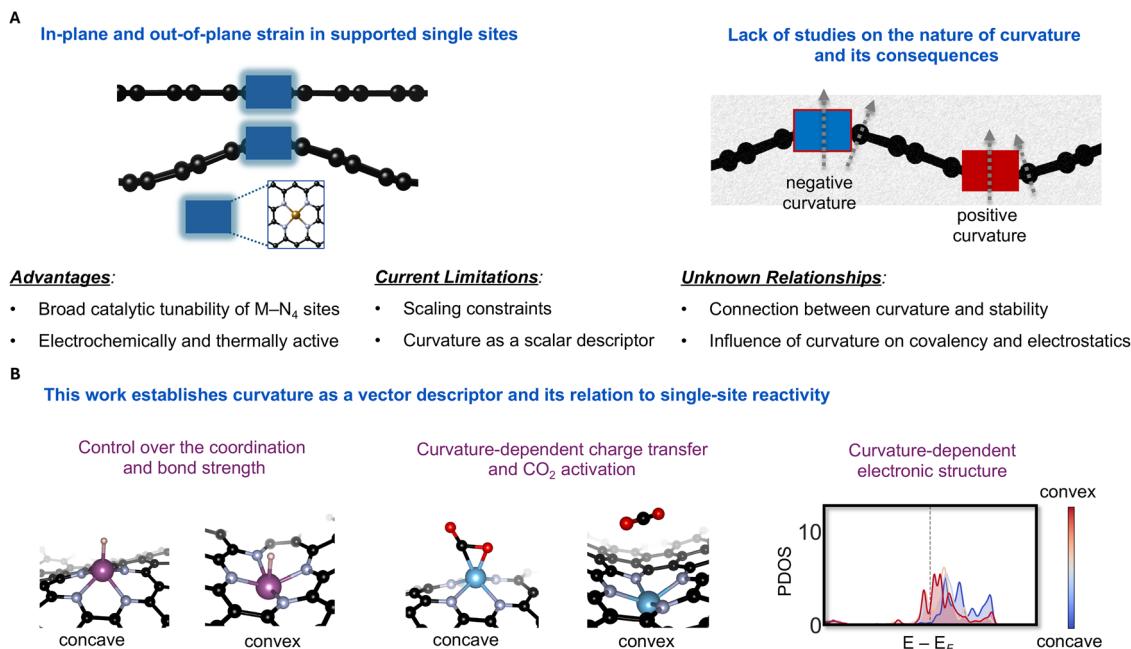 A
In-plane and out-of-plane strain in supported single sites
Lack of studies on the nature of curvature
and its consequences
negative
curvature
positive
curvature
Advantages:
• Broad catalytic tunability of M–N₄ sites
• Electrochemically and thermally active
Current Limitations:
• Scaling constraints
• Curvature as a scalar descriptor
Unknown Relationships:
• Connection between curvature and stability
• Influence of curvature on covalency and electrostatics
B
This work establishes curvature as a vector descriptor and its relation to single-site reactivity
Control over the coordination
and bond strength
concave
convex
Curvature-dependent charge transfer
and CO₂ activation
concave
convex
Curvature-dependent
electronic structure
convex
10
PDOS
0
E – E_F
concave